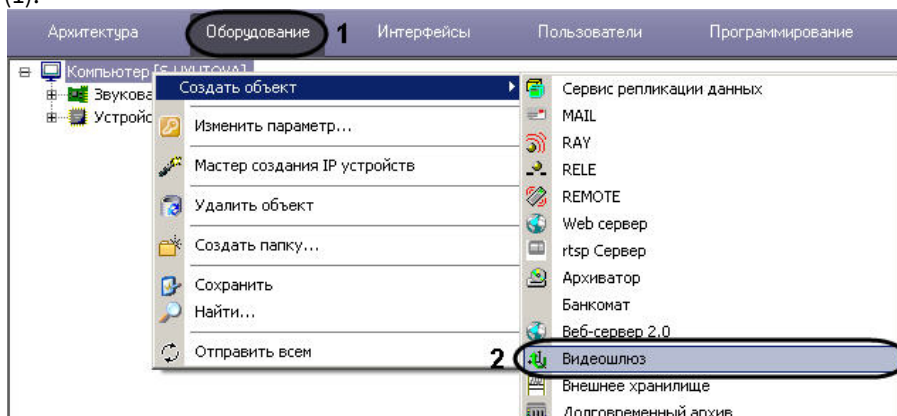 (1).
Архитектура Оборудование 1 Интерфейсы Пользователи Программирование
Компьютер [S-UYUTOVA]
Звукова
Устройс
Создать объект
Изменить параметр...
Мастер создания IP устройств
Удалить объект
Создать папку...
Сохранить
Найти...
Отправить всем
Сервис репликации данных
MAIL
RAY
RELE
REMOTE
Web сервер
rtsp Сервер
Архиватор
Банкомат
Веб-сервер 2.0
2 Видеошлюз
Внешнее хранилище
Долговременный архив